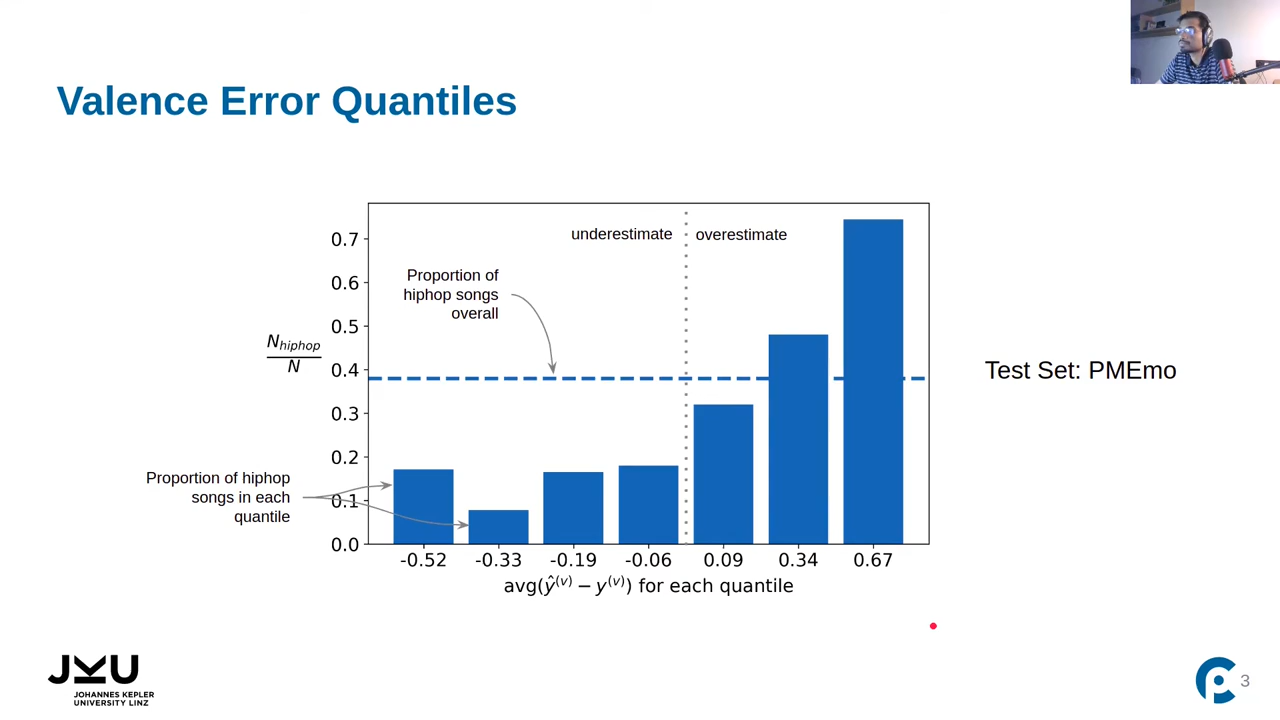 Valence Error Quantiles
underestimate
overestimate
Proportion of
hiphop songs
overall
N_hiphop
N
0.7
0.6
0.5
0.4
0.3
0.2
0.1
0.0
Proportion of hiphop
songs in each
quantile
-0.52 -0.33 -0.19 -0.06 0.09 0.34 0.67
avg(ŷ^(v) − y^(v)) for each quantile
Test Set: PMEmo
JKU
JOHANNES KEPLER
UNIVERSITY LINZ
3